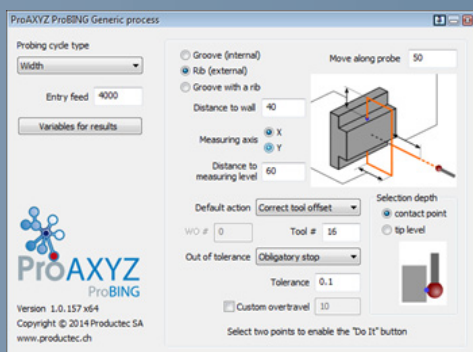 ProAXYZ ProBING Generic process
Probing cycle type
Width
Entry feed 4000
Variables for results
Groove (internal)
Rib (external)
Groove with a rib
Move along probe 50
Distance to wall 40
Measuring axis X
Y
Distance to
measuring level 60
Default action Correct tool offset
WO # 0 Tool # 16
Out of tolerance Obligatory stop
Tolerance 0.1
Custom overtravel 10
Selection depth
contact point
tip level
Select two points to enable the "Do It" button
ProAXYZ
ProBING
Version 1.0.157 x64
Copyright © 2014 Productec SA
www.productec.ch